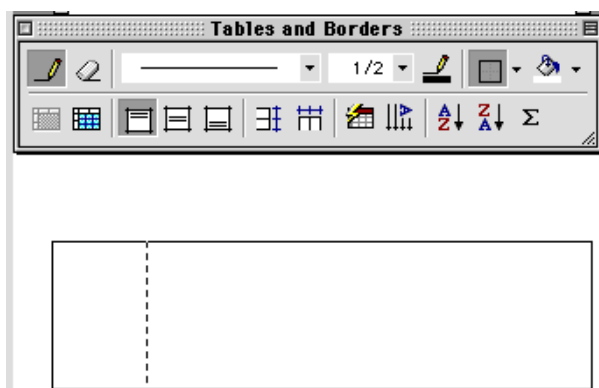 Tables and Borders
1/2
A
A Z Z A Σ